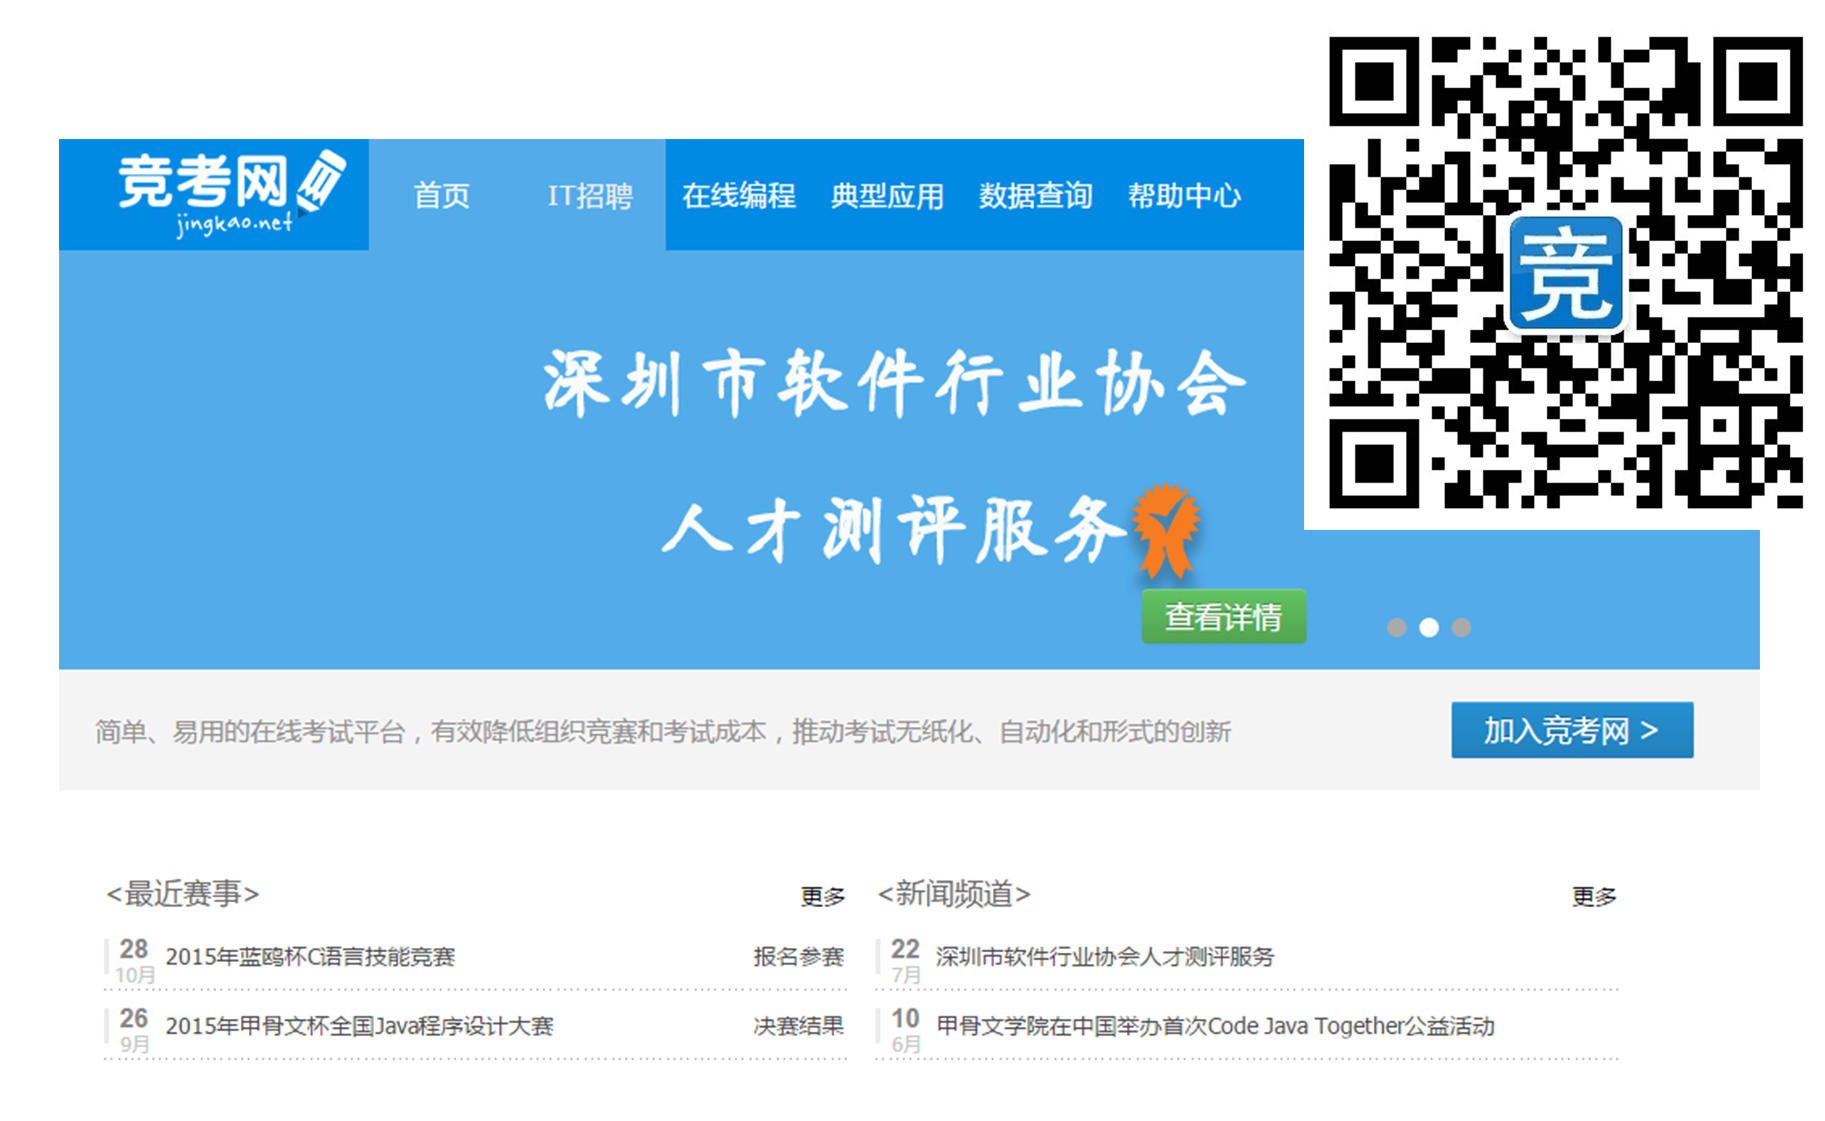 竞考网
jingkao.net
首页 IT招聘 在线编程 典型应用 数据查询 帮助中心
竞
深圳市软件行业协会
人才测评服务
查看详情
简单、易用的在线考试平台，有效降低组织竞赛和考试成本，推动考试无纸化、自动化和形式的创新
加入竞考网 >
<最近赛事> 更多
28 10月 2015年蓝鸥杯C语言技能竞赛 报名参赛
26 9月 2015年甲骨文杯全国Java程序设计大赛 决赛结果
<新闻频道> 更多
22 7月 深圳市软件行业协会人才测评服务
10 6月 甲骨文学院在中国举办首次Code Java Together公益活动